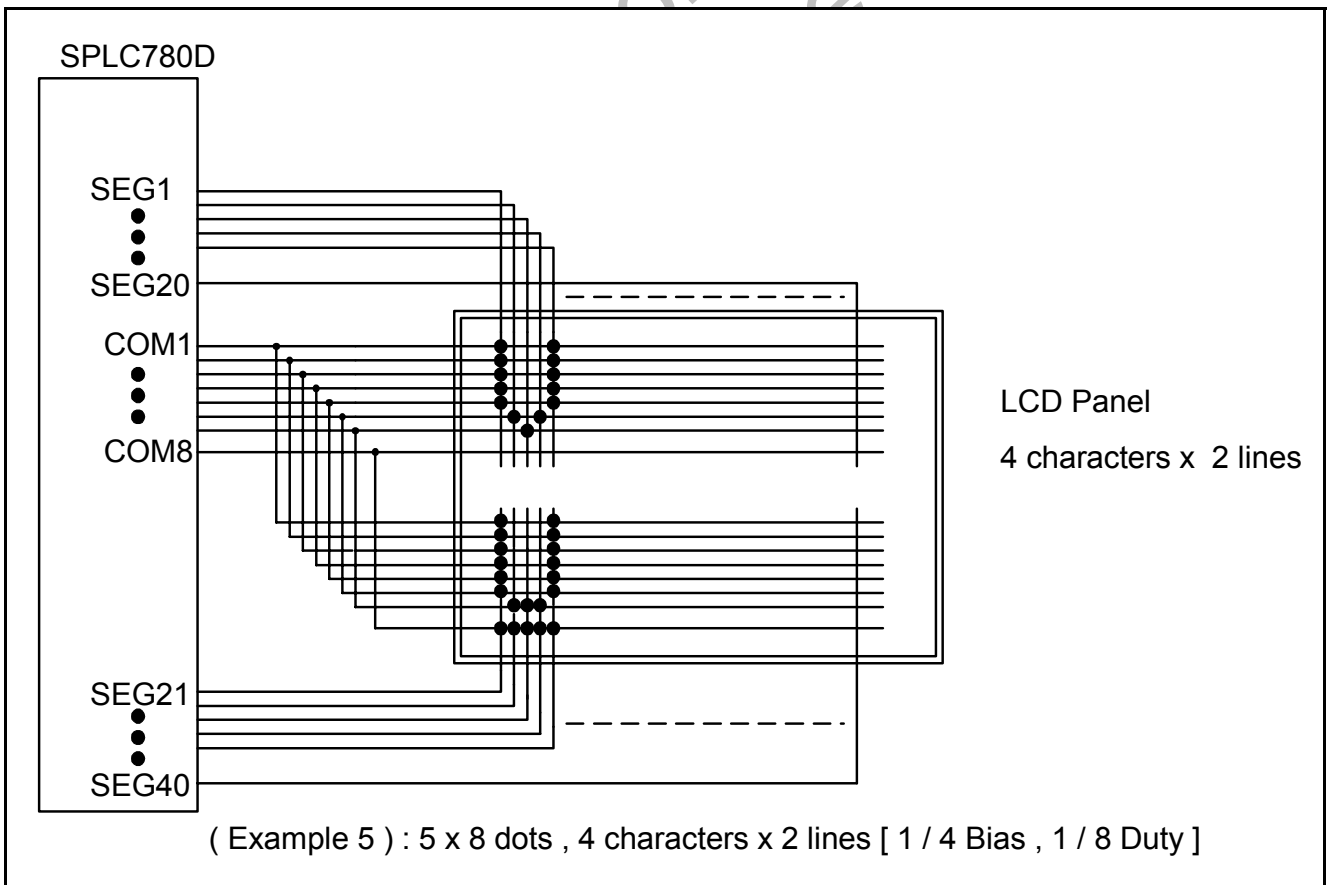 SPLC780D
SEG1
SEG20
COM1
COM8
SEG21
SEG40
LCD Panel
4 characters x 2 lines
( Example 5 ) : 5 x 8 dots , 4 characters x 2 lines [ 1 / 4 Bias , 1 / 8 Duty ]